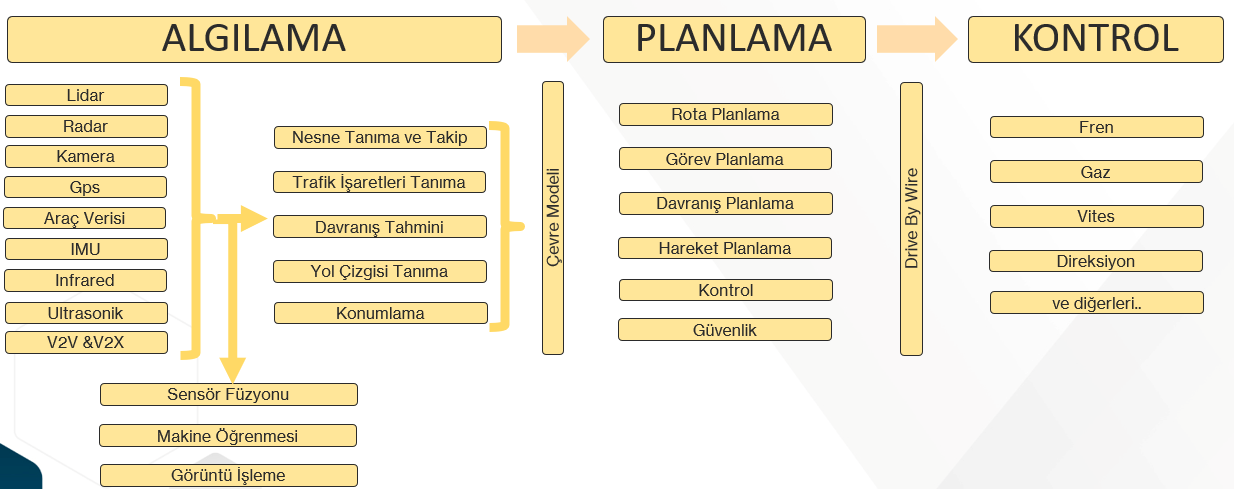 ALGILAMA
PLANLAMA
KONTROL
Lidar
Radar
Kamera
Gps
Araç Verisi
IMU
Infrared
Ultrasonik
V2V &V2X
Nesne Tanıma ve Takip
Trafik İşaretleri Tanıma
Davranış Tahmini
Yol Çizgisi Tanıma
Konumlama
Sensör Füzyonu
Makine Öğrenmesi
Görüntü İşleme
Çevre Modeli
Rota Planlama
Görev Planlama
Davranış Planlama
Hareket Planlama
Kontrol
Güvenlik
Drive By Wire
Fren
Gaz
Vites
Direksiyon
ve diğerleri..